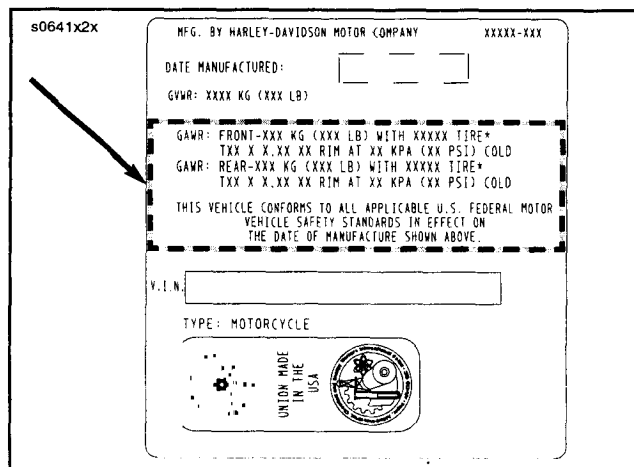 s0641x2x
MFG. BY HARLEY-DAVIDSON MOTOR COMPANY XXXXX-XXX
DATE MANUFACTURED:
GVWR: XXXX KG (XXX LB)
GAWR: FRONT-XXX KG (XXX LB) WITH XXXXX TIRE*
TXX X X.XX XX RIM AT XX KPA (XX PSI) COLD
GAWR: REAR-XXX KG (XXX LB) WITH XXXXX TIRE*
TXX X X.XX XX RIM AT XX KPA (XX PSI) COLD
THIS VEHICLE CONFORMS TO ALL APPLICABLE U.S. FEDERAL MOTOR
VEHICLE SAFETY STANDARDS IN EFFECT ON
THE DATE OF MANUFACTURE SHOWN ABOVE.
V.I.N.
TYPE: MOTORCYCLE
UNION MADE
IN THE
USA